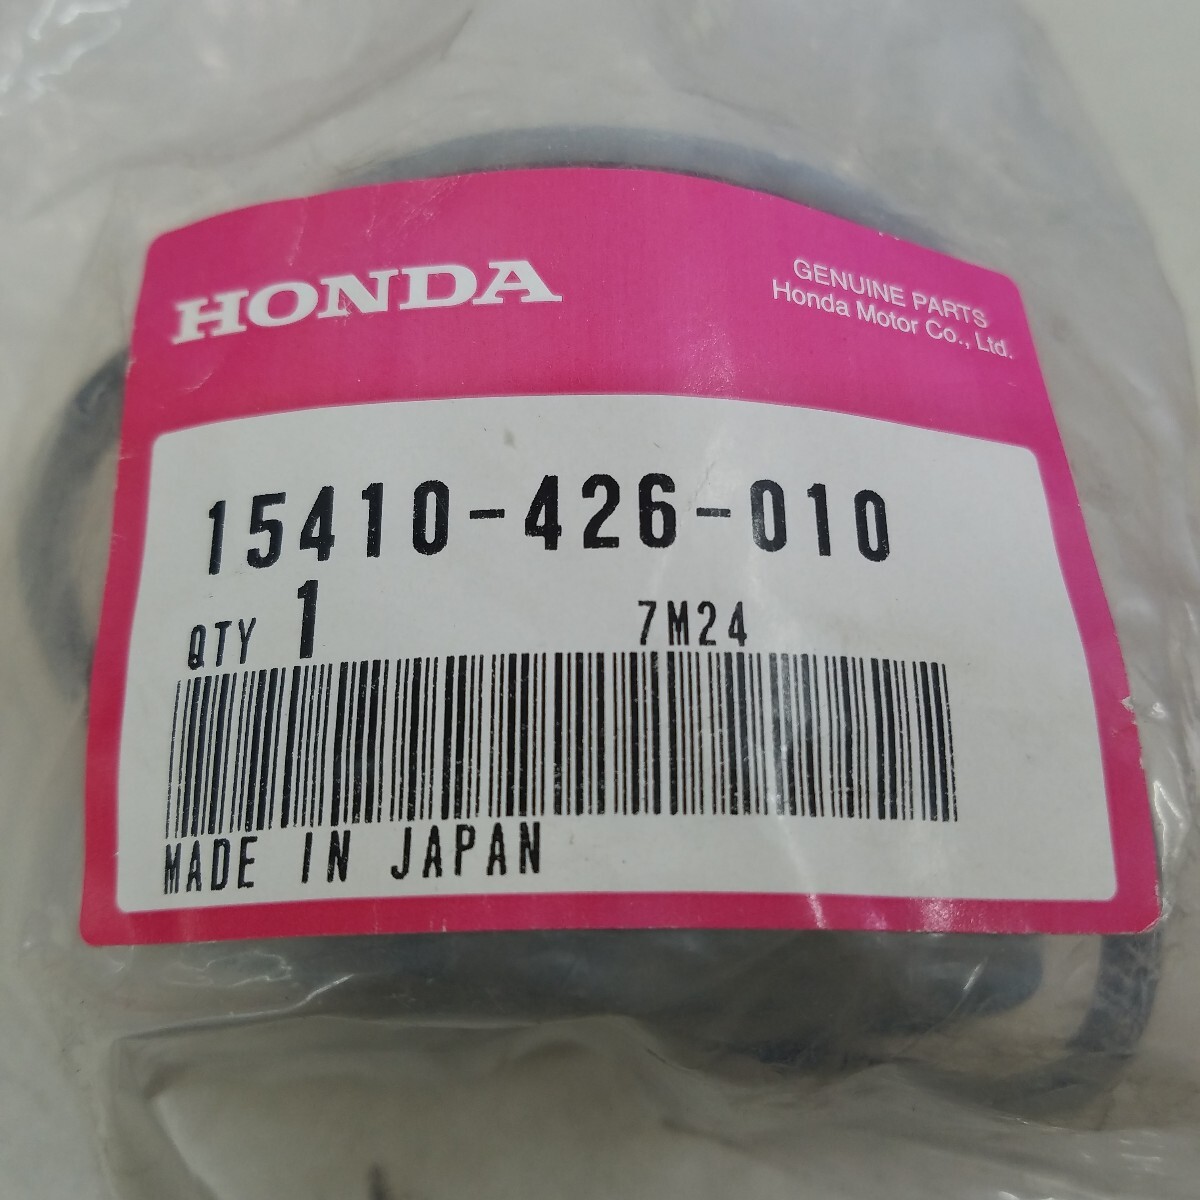 HONDA
GENUINE PARTS
Honda Motor Co., Ltd.
15410-426-010
QTY 1 7M24
MADE IN JAPAN